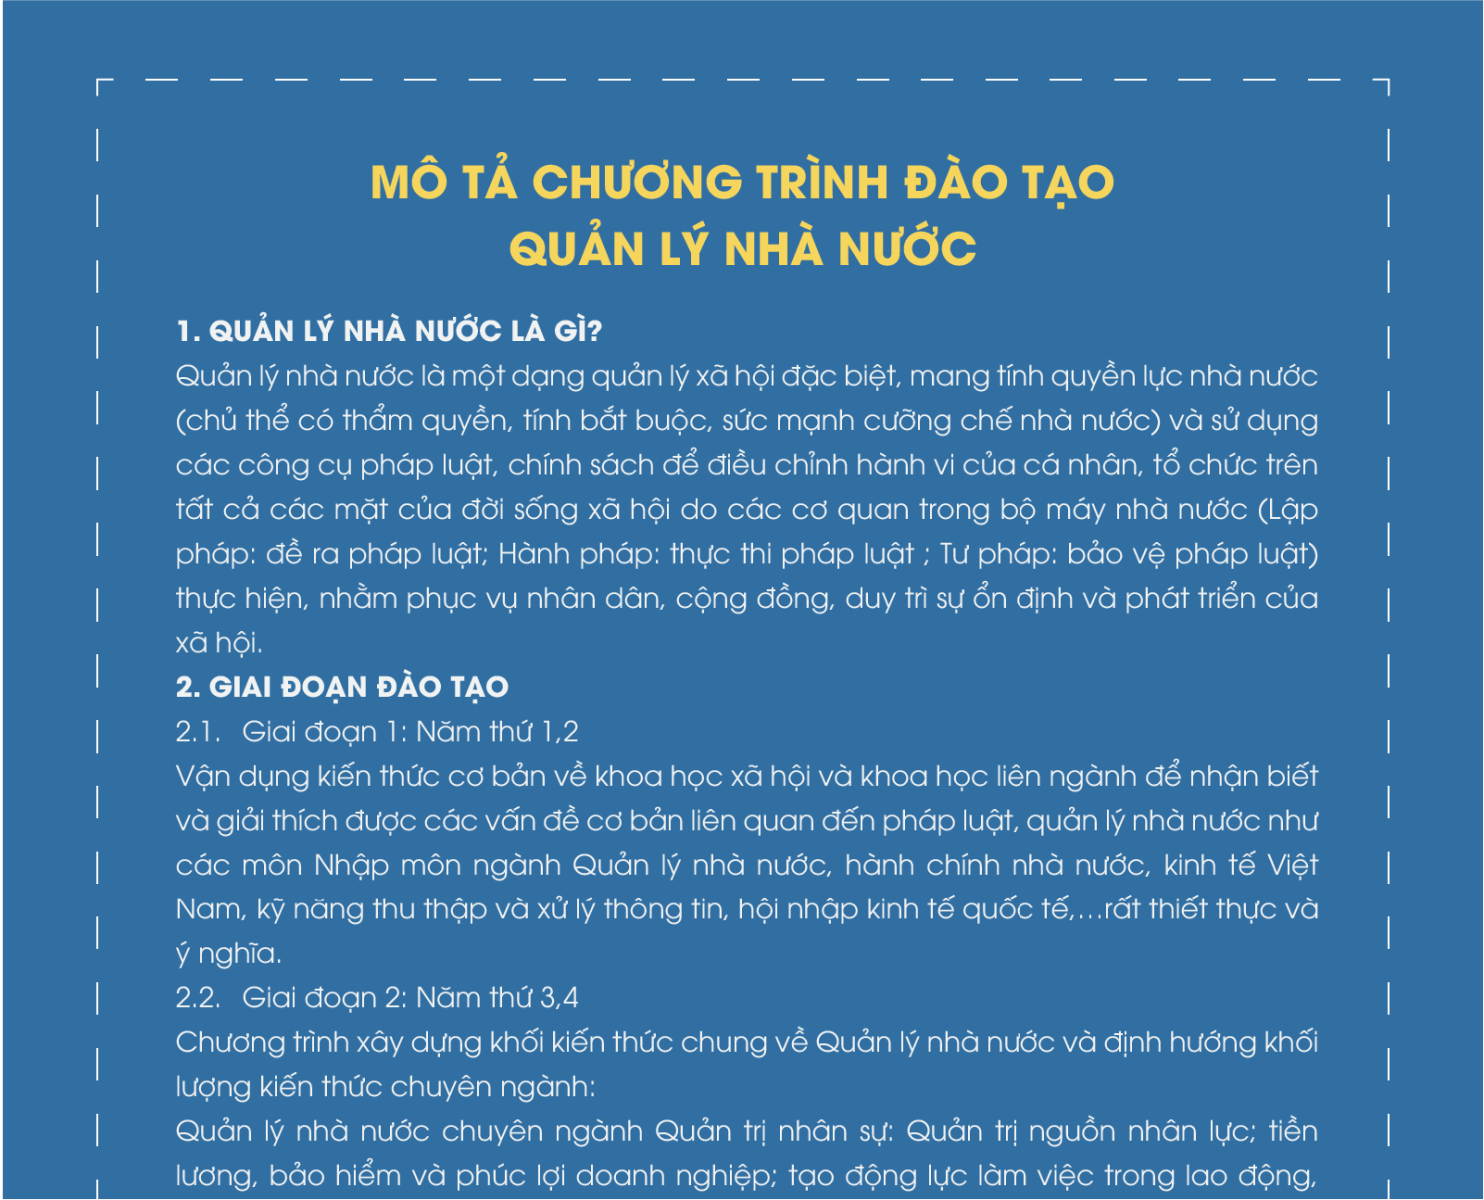 MÔ TẢ CHƯƠNG TRÌNH ĐÀO TẠO
QUẢN LÝ NHÀ NƯỚC
1. QUẢN LÝ NHÀ NƯỚC LÀ GÌ?
Quản lý nhà nước là một dạng quản lý xã hội đặc biệt, mang tính quyền lực nhà nước
(chủ thể có thẩm quyền, tính bắt buộc, sức mạnh cưỡng chế nhà nước) và sử dụng
các công cụ pháp luật, chính sách để điều chỉnh hành vi của cá nhân, tổ chức trên
tất cả các mặt của đời sống xã hội do các cơ quan trong bộ máy nhà nước (Lập
pháp: đề ra pháp luật; Hành pháp: thực thi pháp luật ; Tư pháp: bảo vệ pháp luật)
thực hiện, nhằm phục vụ nhân dân, cộng đồng, duy trì sự ổn định và phát triển của
xã hội.
2. GIAI ĐOẠN ĐÀO TẠO
2.1. Giai đoạn 1: Năm thứ 1,2
Vận dụng kiến thức cơ bản về khoa học xã hội và khoa học liên ngành để nhận biết
và giải thích được các vấn đề cơ bản liên quan đến pháp luật, quản lý nhà nước như
các môn Nhập môn ngành Quản lý nhà nước, hành chính nhà nước, kinh tế Việt
Nam, kỹ năng thu thập và xử lý thông tin, hội nhập kinh tế quốc tế,...rất thiết thực và
ý nghĩa.
2.2. Giai đoạn 2: Năm thứ 3,4
Chương trình xây dựng khối kiến thức chung về Quản lý nhà nước và định hướng khối
lượng kiến thức chuyên ngành:
Quản lý nhà nước chuyên ngành Quản trị nhân sự: Quản trị nguồn nhân lực; tiền
lương, bảo hiểm và phúc lợi doanh nghiệp; tạo động lực làm việc trong lao động,